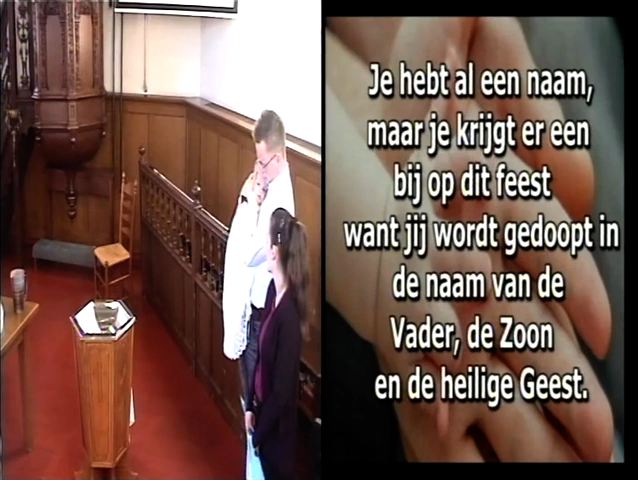 Je hebt al een naam,
maar je krijgt er een
bij op dit feest
want jij wordt gedoopt in
de naam van de
Vader, de Zoon
en de heilige Geest.